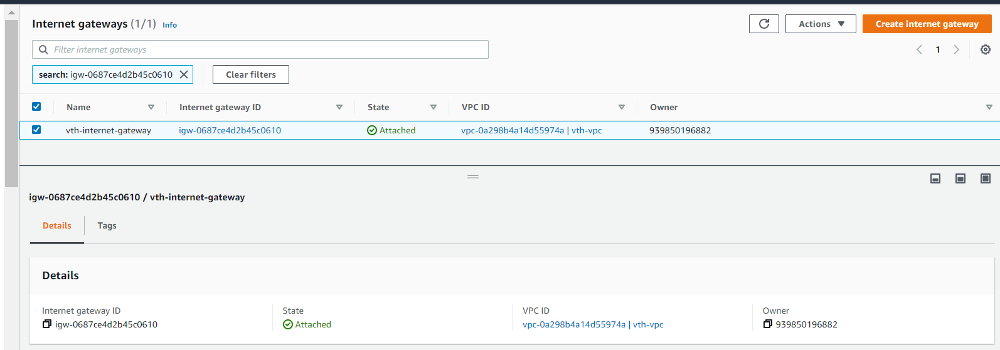 Internet gateways (1/1) Info
Actions
Create internet gateway
Filter internet gateways
1
search: igw-0687ce4d2b45c0610
Clear filters
Name Internet gateway ID State VPC ID Owner
vth-internet-gateway igw-0687ce4d2b45c0610 Attached vpc-0a298b4a14d55974a | vth-vpc 939850196882
igw-0687ce4d2b45c0610 / vth-internet-gateway
Details Tags
Details
Internet gateway ID State VPC ID Owner
igw-0687ce4d2b45c0610 Attached vpc-0a298b4a14d55974a | vth-vpc 939850196882